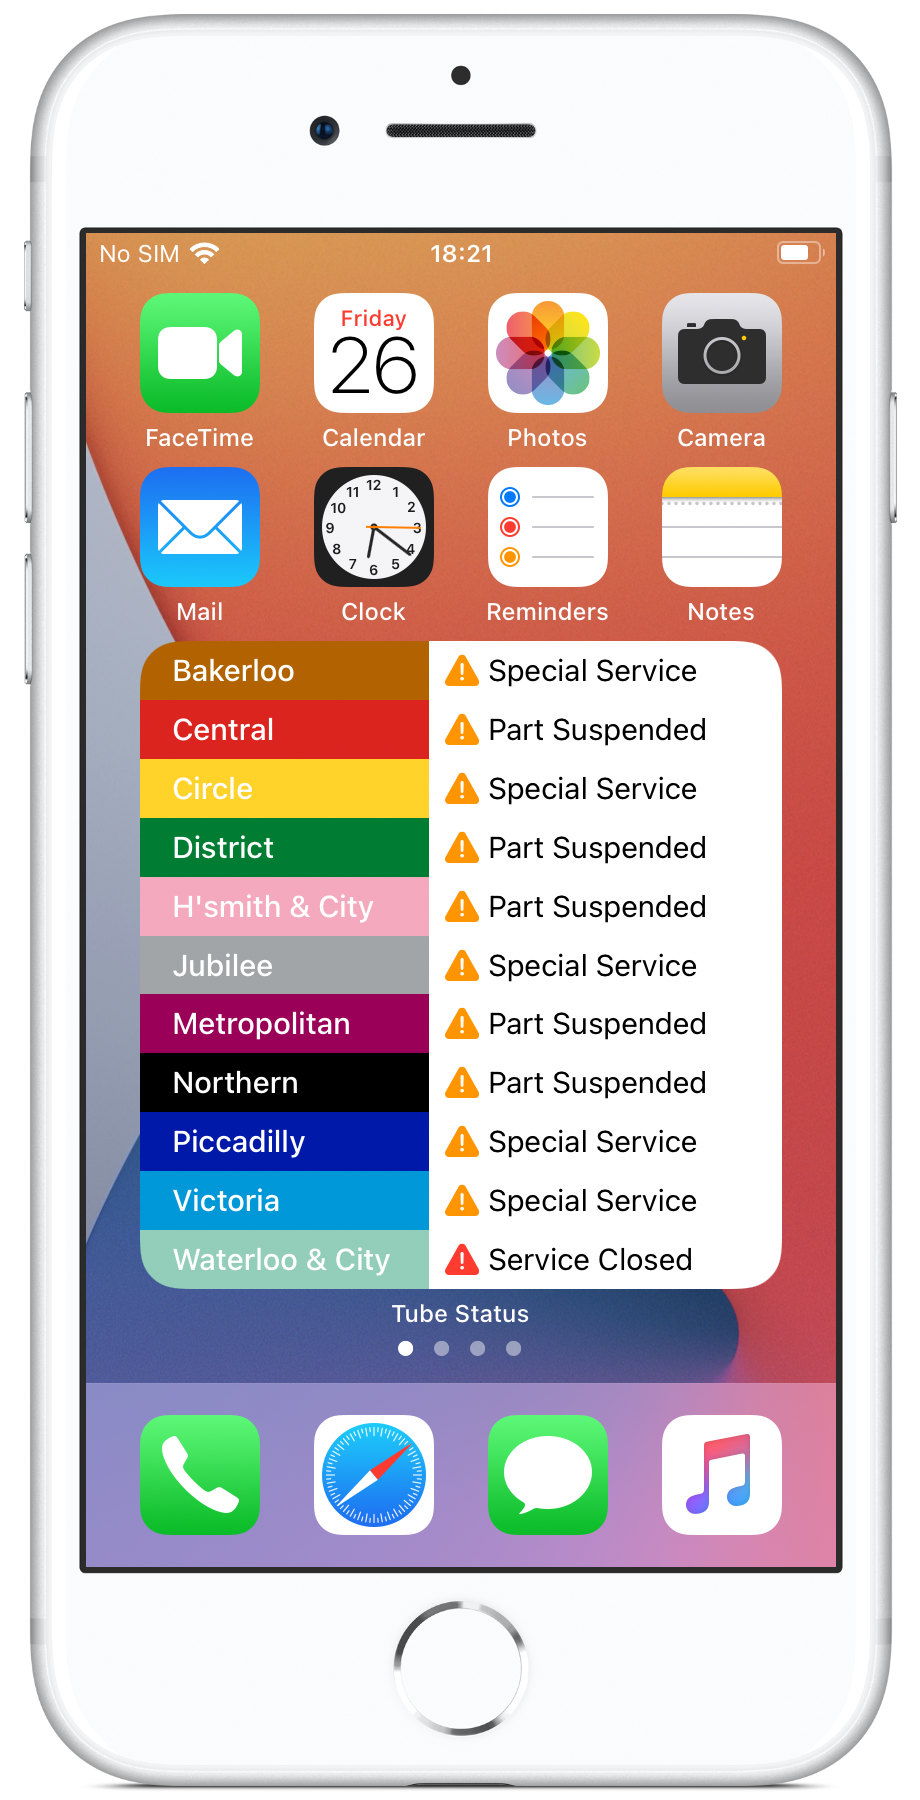 No SIM 18:21
Friday
26
FaceTime Calendar Photos Camera
12
11 1
10 2
9 3
8 4
7 5
6
Mail Clock Reminders Notes
Bakerloo Special Service
Central Part Suspended
Circle Special Service
District Part Suspended
H'smith & City Part Suspended
Jubilee Special Service
Metropolitan Part Suspended
Northern Part Suspended
Piccadilly Special Service
Victoria Special Service
Waterloo & City Service Closed
Tube Status